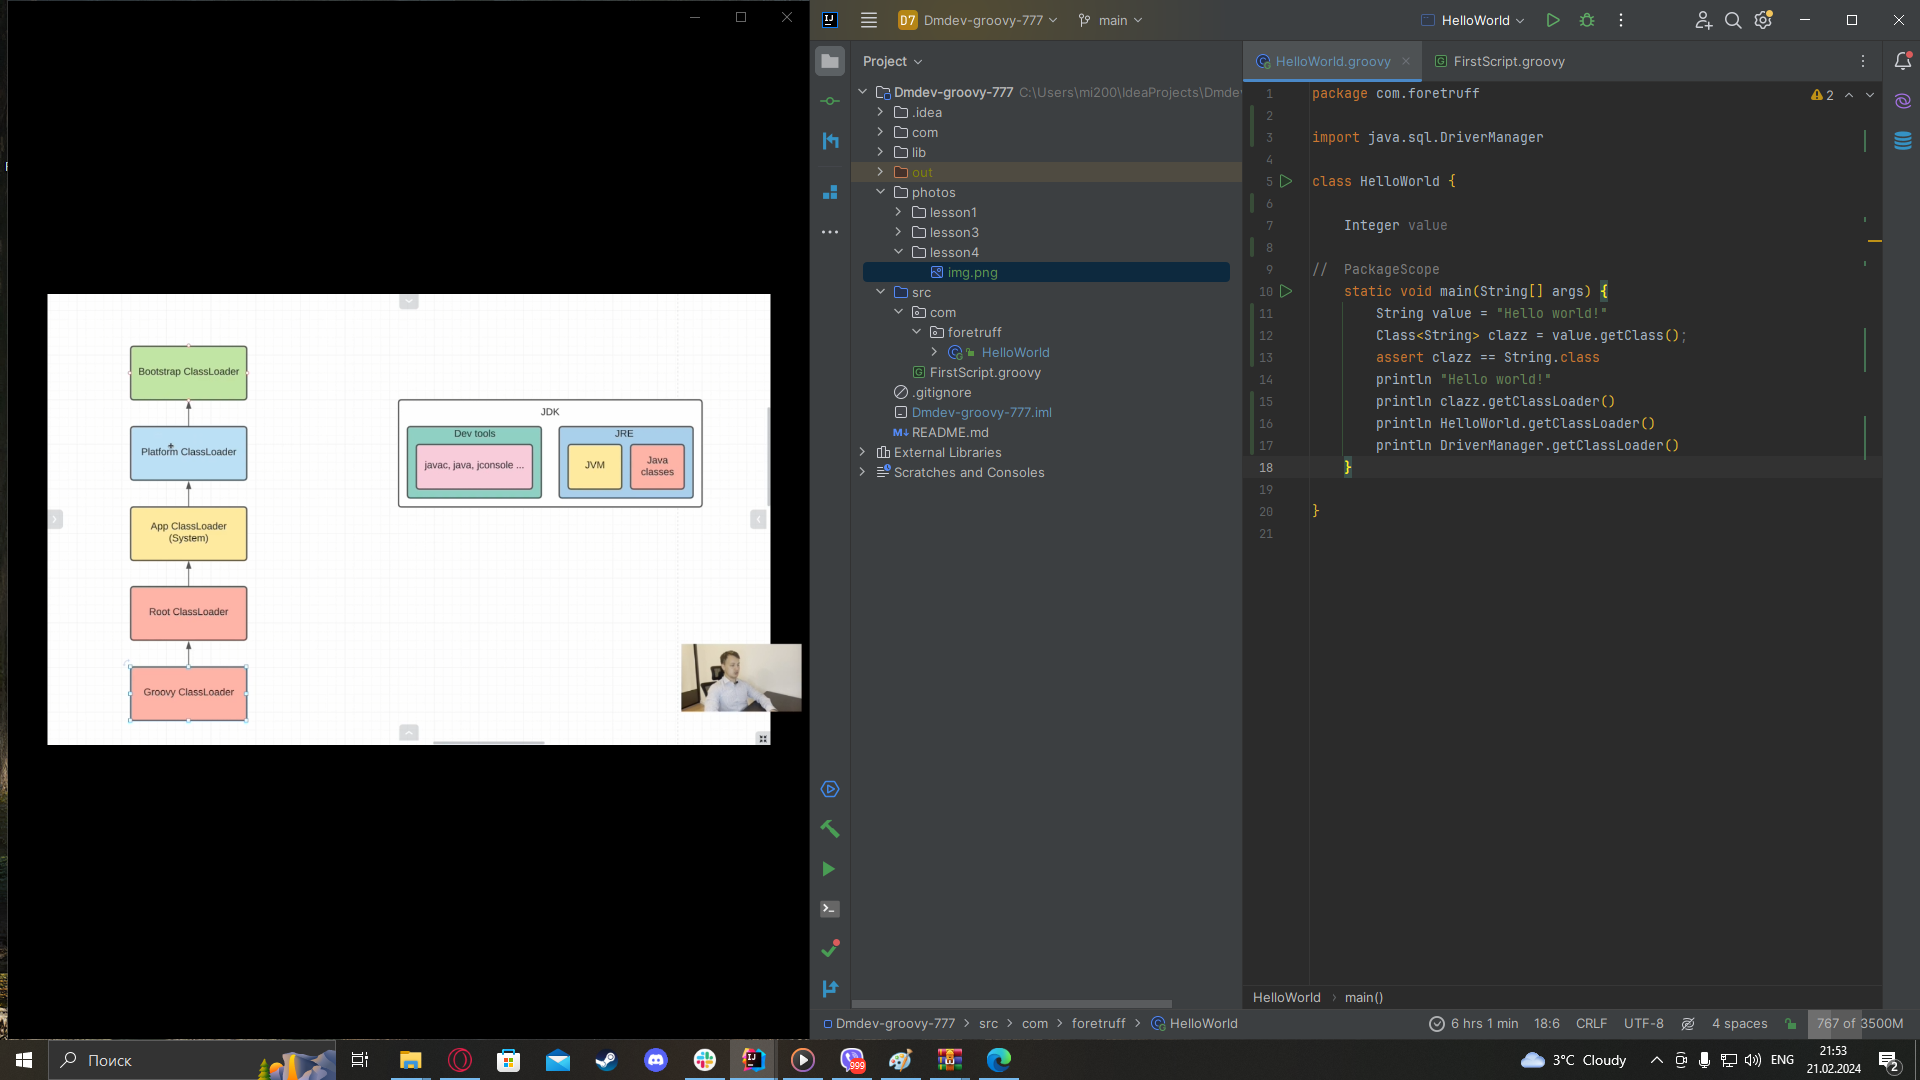 Bootstrap ClassLoader
Platform ClassLoader
App ClassLoader
(System)
Root ClassLoader
Groovy ClassLoader
JDK
Dev tools
javac, java, jconsole ...
JRE
JVM
Java
classes
D7
Dmdev-groovy-777
main
HelloWorld
Project
Dmdev-groovy-777 C:\Users\mi200\IdeaProjects\Dmdev
.idea
com
lib
out
photos
lesson1
lesson3
lesson4
img.png
src
com
foretruff
HelloWorld
FirstScript.groovy
.gitignore
Dmdev-groovy-777.iml
README.md
External Libraries
Scratches and Consoles
HelloWorld.groovy
FirstScript.groovy
2
1 package com.foretruff
2
3 import java.sql.DriverManager
4
5 class HelloWorld {
6
7 Integer value
8
9 // PackageScope
10 static void main(String[] args) {
11 String value = "Hello world!"
12 Class<String> clazz = value.getClass();
13 assert clazz == String.class
14 println "Hello world!"
15 println clazz.getClassLoader()
16 println HelloWorld.getClassLoader()
17 println DriverManager.getClassLoader()
18 }
19
20 }
21
HelloWorld > main()
Dmdev-groovy-777 > src > com > foretruff > HelloWorld
6 hrs 1 min
18:6
CRLF
UTF-8
4 spaces
767 of 3500M
Поиск
999
3°C Cloudy
ENG
21:53
21.02.2024
2